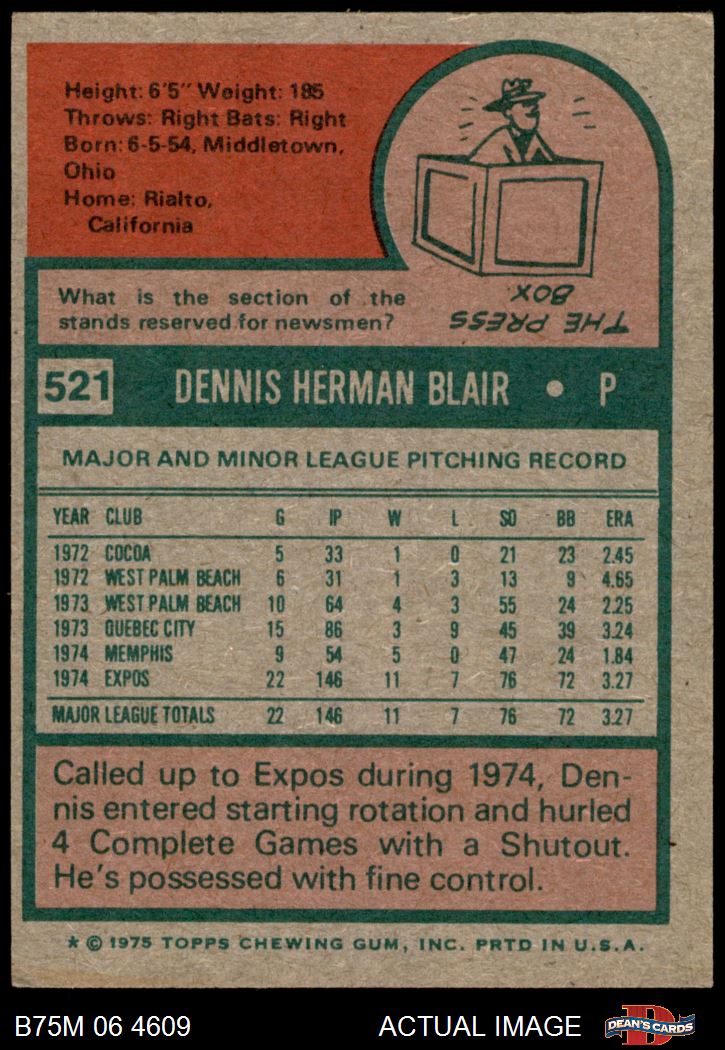 Height: 6'5" Weight: 185
Throws: Right Bats: Right
Born: 6-5-54, Middletown,
Ohio
Home: Rialto,
California
What is the section of the
stands reserved for newsmen?
THE PRESS
BOX
521 DENNIS HERMAN BLAIR • P
MAJOR AND MINOR LEAGUE PITCHING RECORD
YEAR CLUB G IP W L SO BB ERA
1972 COCOA 5 33 1 0 21 23 2.45
1972 WEST PALM BEACH 6 31 1 3 13 9 4.65
1973 WEST PALM BEACH 10 64 4 3 55 24 2.25
1973 QUEBEC CITY 15 86 3 9 45 39 3.24
1974 MEMPHIS 9 54 5 0 47 24 1.84
1974 EXPOS 22 146 11 7 76 72 3.27
MAJOR LEAGUE TOTALS 22 146 11 7 76 72 3.27
Called up to Expos during 1974, Den-
nis entered starting rotation and hurled
4 Complete Games with a Shutout.
He's possessed with fine control.
* © 1975 TOPPS CHEWING GUM, INC. PRTD IN U.S.A.
B75M 06 4609 ACTUAL IMAGE D DEAN'S CARDS